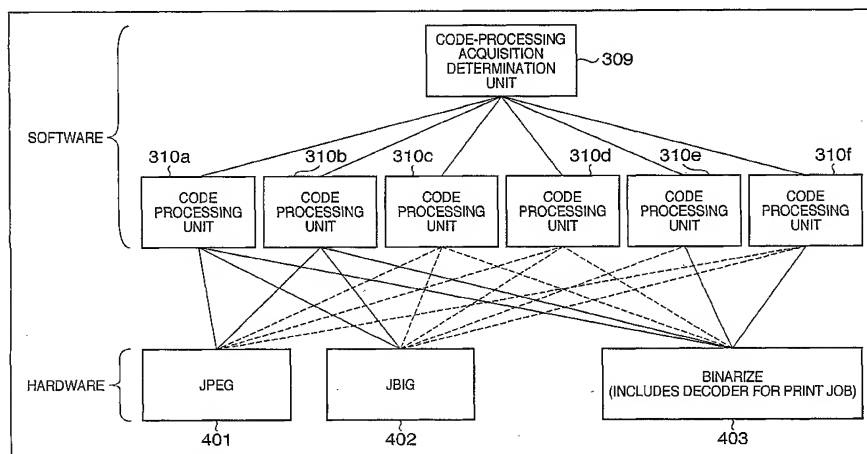 CODE-PROCESSING
ACQUISITION
DETERMINATION
UNIT
309
SOFTWARE
310a
310b
310c
310d
310e
310f
CODE
PROCESSING
UNIT
CODE
PROCESSING
UNIT
CODE
PROCESSING
UNIT
CODE
PROCESSING
UNIT
CODE
PROCESSING
UNIT
CODE
PROCESSING
UNIT
HARDWARE
JPEG
JBIG
BINARIZE
(INCLUDES DECODER FOR PRINT JOB)
401
402
403